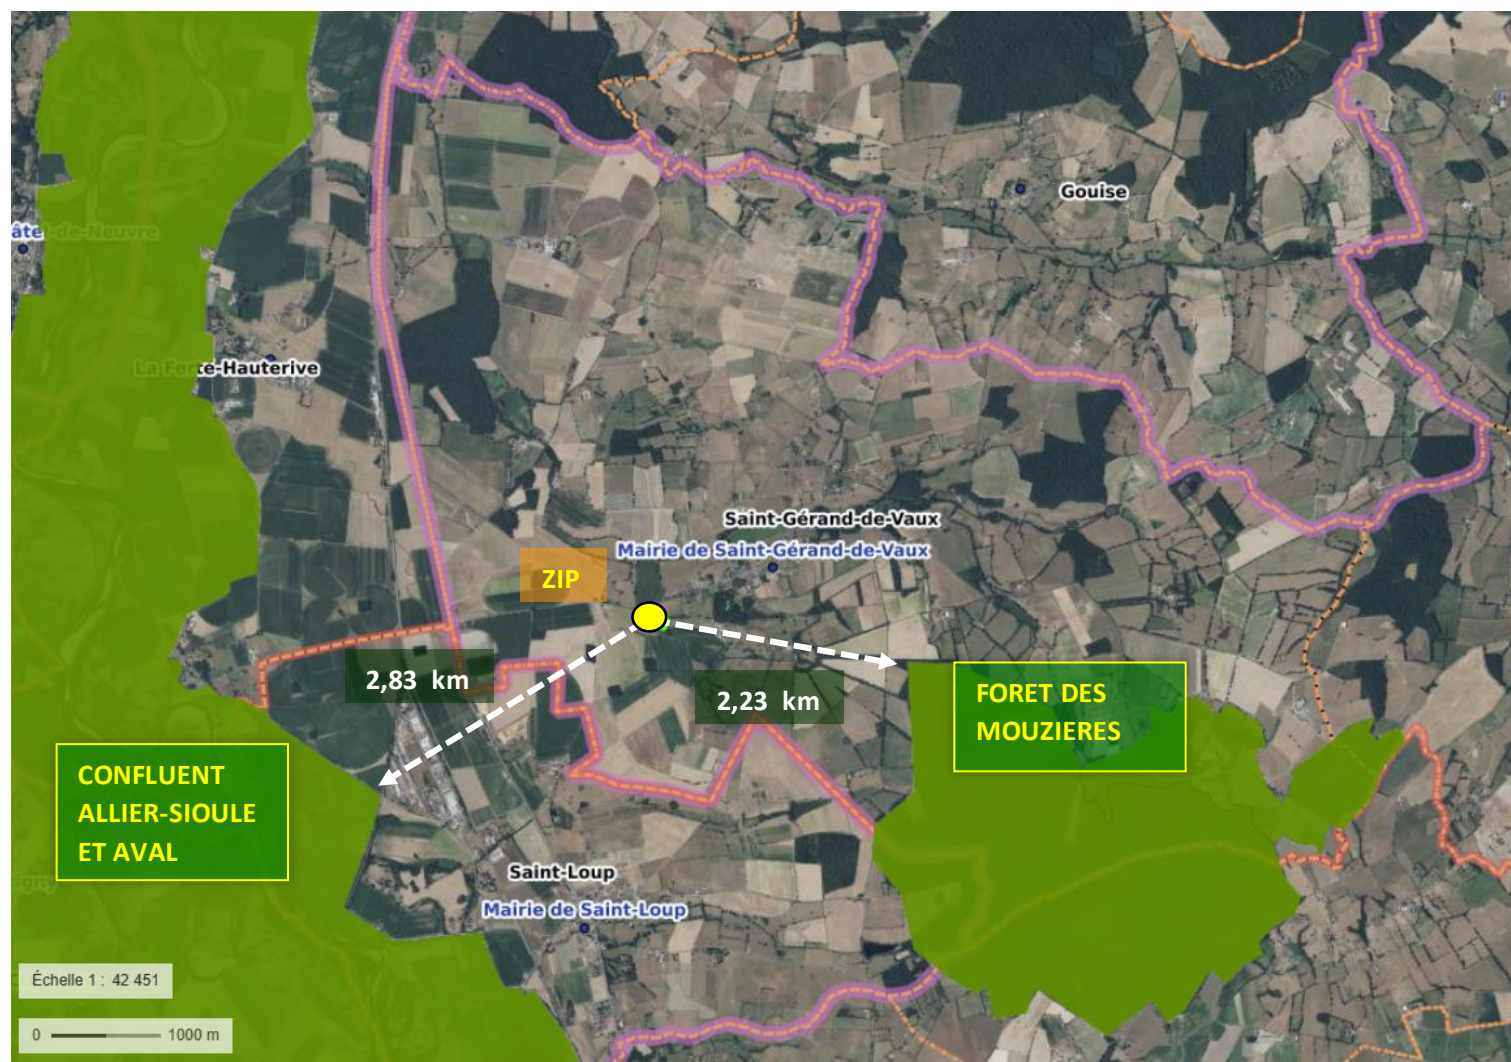 Gouise
âte de-Neuvre
La Ferté-Hauterive
Saint-Gérand-de-Vaux
Mairie de Saint-Gérand-de-Vaux
ZIP
2,83 km
2,23 km
FORET DES
MOUZIERES
CONFLUENT
ALLIER-SIOULE
ET AVAL
igny
Saint-Loup
Mairie de Saint-Loup
Échelle 1 : 42 451
0 1000 m